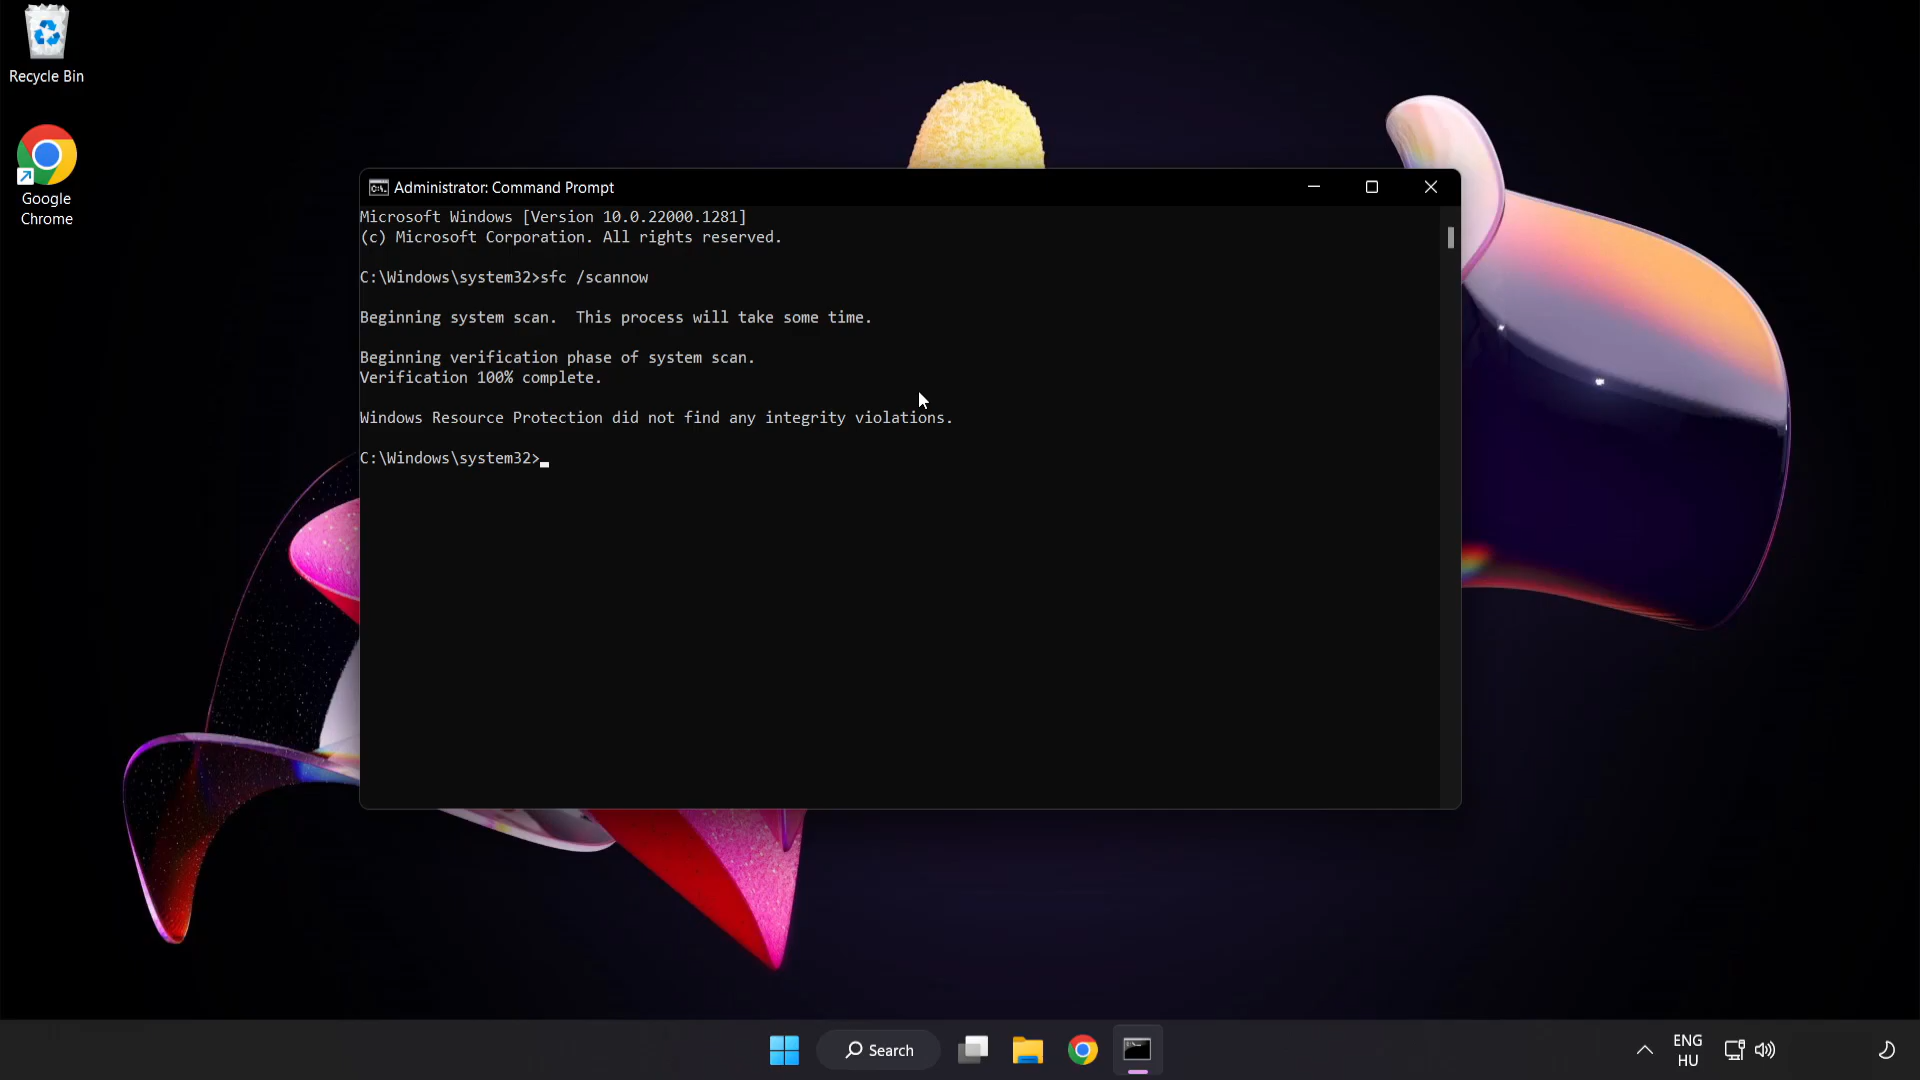 Recycle Bin
Google
Chrome
Administrator: Command Prompt
Microsoft Windows [Version 10.0.22000.1281]
(c) Microsoft Corporation. All rights reserved.
C:\Windows\system32>sfc /scannow
Beginning system scan.  This process will take some time.
Beginning verification phase of system scan.
Verification 100% complete.
Windows Resource Protection did not find any integrity violations.
C:\Windows\system32>
Search
ENG
HU